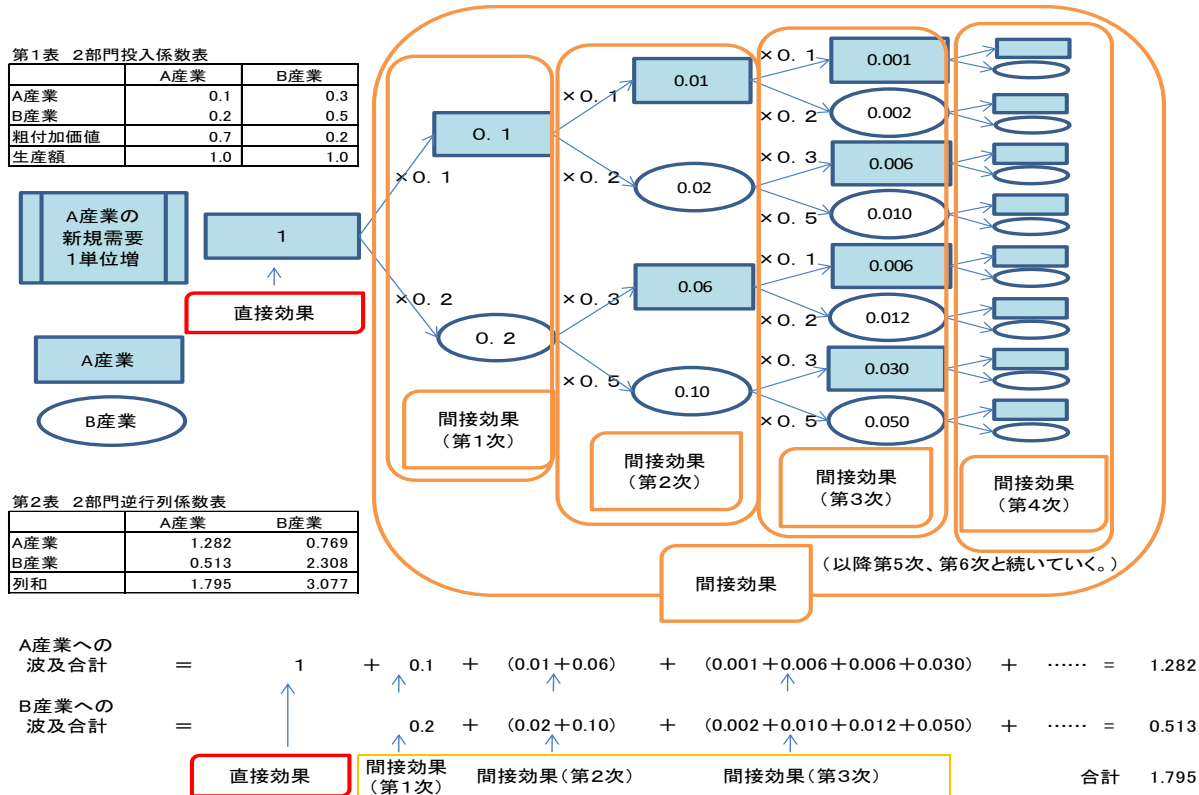 第1表 2部門投入係数表
A産業 B産業
A産業 0.1 0.3
B産業 0.2 0.5
粗付加価値 0.7 0.2
生産額 1.0 1.0
A産業の
新規需要
1単位増
1
直接効果
A産業
B産業
×0.1
×0.2
0.1
0.2
間接効果
(第1次)
×0.1
×0.2
×0.3
×0.5
0.01
0.02
0.06
0.10
間接効果
(第2次)
×0.1
×0.2
×0.3
×0.5
×0.1
×0.2
×0.3
×0.5
0.001
0.002
0.006
0.010
0.006
0.012
0.030
0.050
間接効果
(第3次)
間接効果
(第4次)
(以降第5次、第6次と続いていく。)
間接効果
第2表 2部門逆行列係数表
A産業 B産業
A産業 1.282 0.769
B産業 0.513 2.308
列和 1.795 3.077
A産業への
波及合計 = 1 + 0.1 + (0.01+0.06) + (0.001+0.006+0.006+0.030) + …… = 1.282
B産業への
波及合計 = 0.2 + (0.02+0.10) + (0.002+0.010+0.012+0.050) + …… = 0.513
直接効果
間接効果
(第1次)
間接効果(第2次)
間接効果(第3次)
合計 1.795